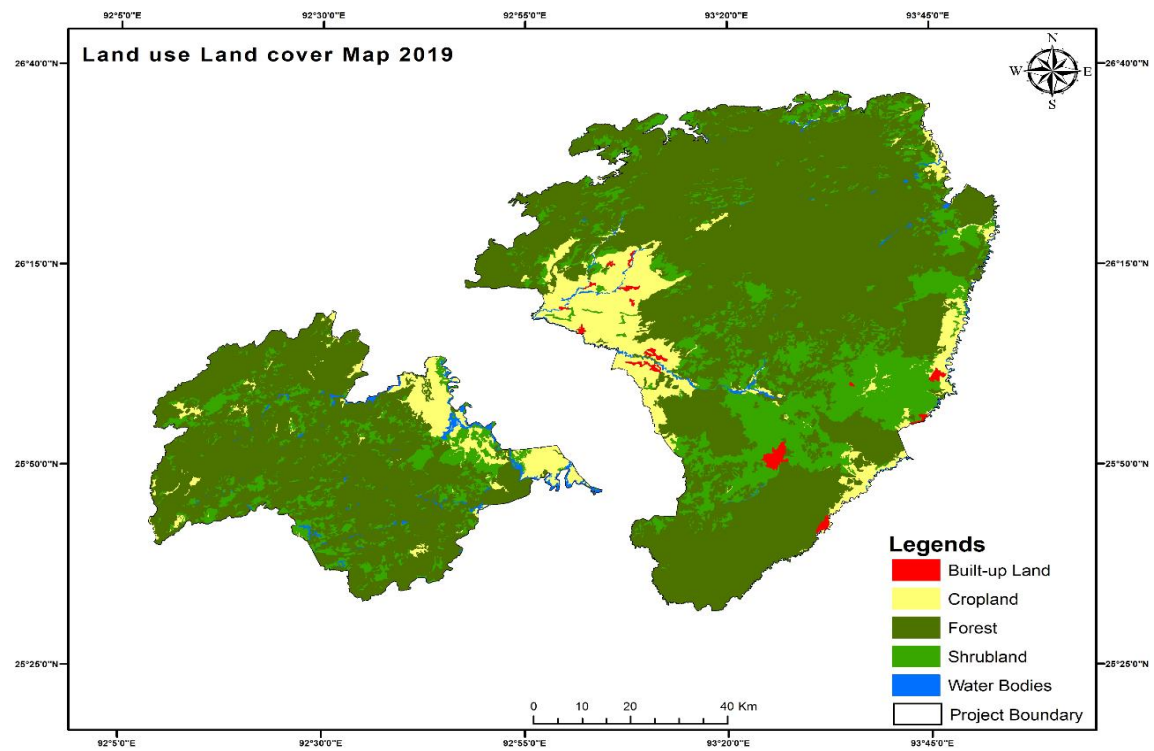 92°5'0"E 92°30'0"E 92°55'0"E 93°20'0"E 93°45'0"E
Land use Land cover Map 2019
N
W E
S
26°40'0"N 26°40'0"N
26°15'0"N 26°15'0"N
25°50'0"N 25°50'0"N
Legends
Built-up Land
Cropland
Forest
Shrubland
25°25'0"N 25°25'0"N
Water Bodies
0 5 10 20 30 40 Km
Project Boundary
92°5'0"E 92°30'0"E 92°55'0"E 93°20'0"E 93°45'0"E